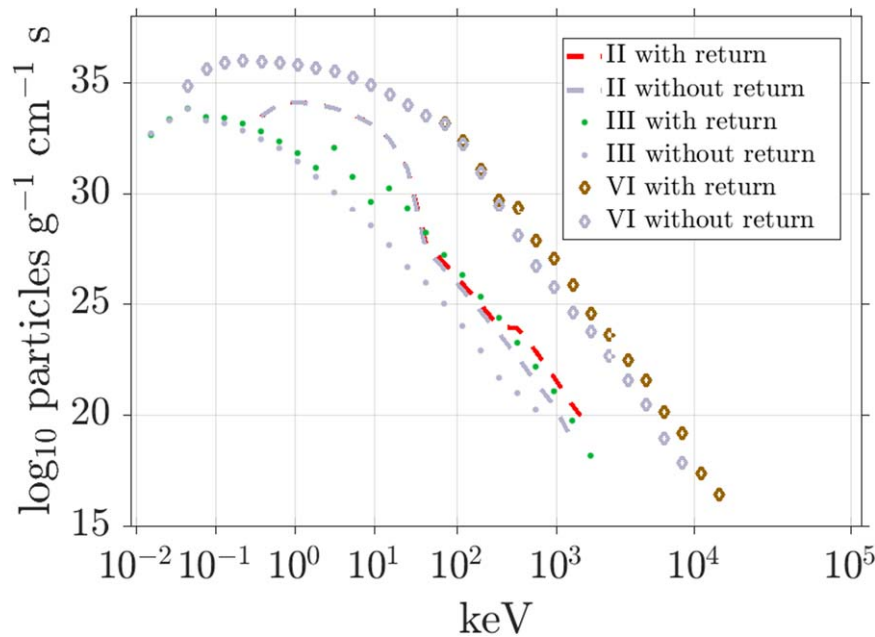 log₁₀ particles g⁻¹ cm⁻¹ s
35
30
25
20
15
II with return
II without return
III with return
III without return
VI with return
VI without return
10⁻² 10⁻¹ 10⁰ 10¹ 10² 10³ 10⁴ 10⁵
keV